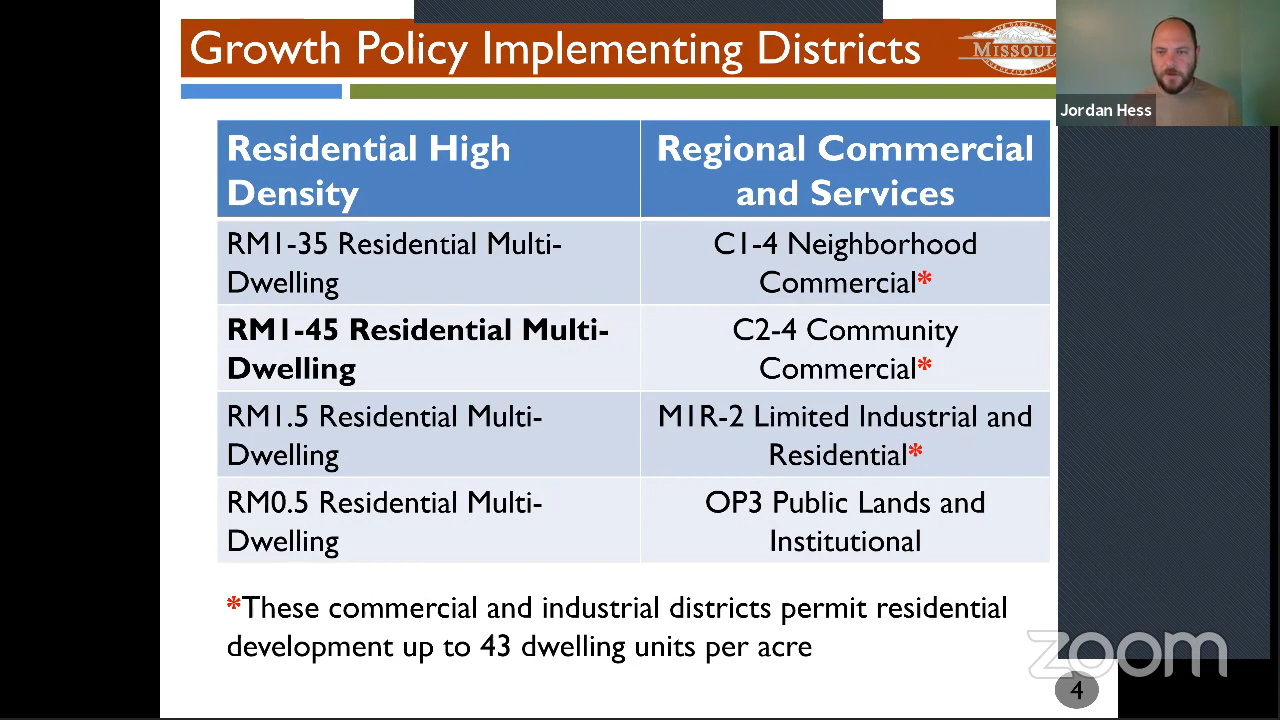 Growth Policy Implementing Districts
MISSOUL
Jordan Hess
Residential High
Density
Regional Commercial
and Services
RM1-35 Residential Multi-
Dwelling
C1-4 Neighborhood
Commercial*
RM1-45 Residential Multi-
Dwelling
C2-4 Community
Commercial*
RM1.5 Residential Multi-
Dwelling
M1R-2 Limited Industrial and
Residential*
RM0.5 Residential Multi-
Dwelling
OP3 Public Lands and
Institutional
*These commercial and industrial districts permit residential
development up to 43 dwelling units per acre
zoom
4